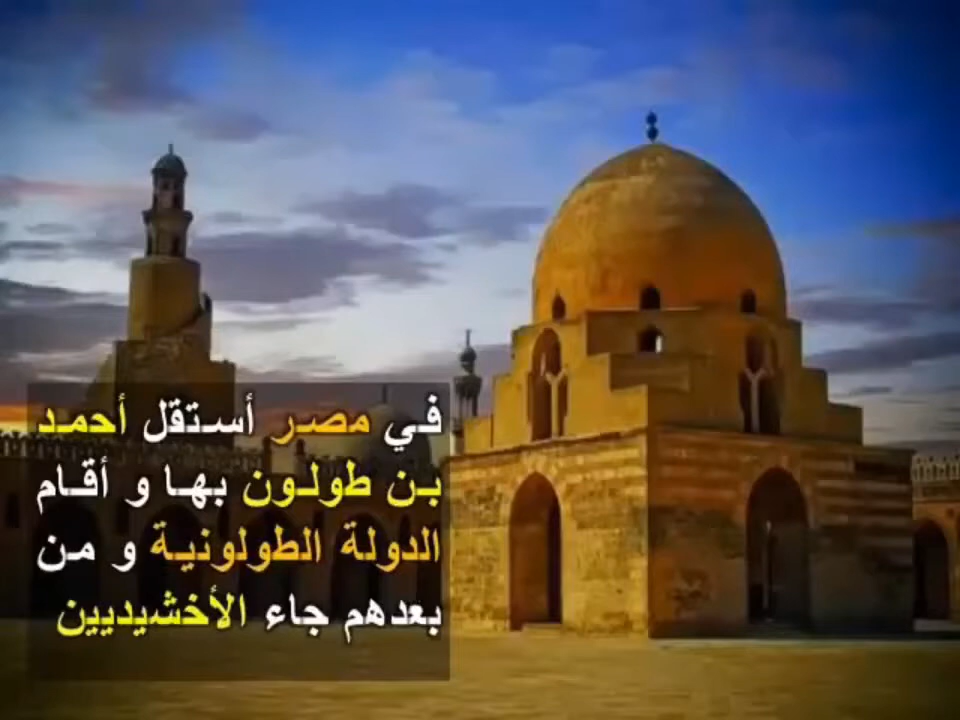 في مصر أستقل أحمد
بن طولون بها و أقام
الدولة الطولونية و من
بعدهم جاء الأخشيديين